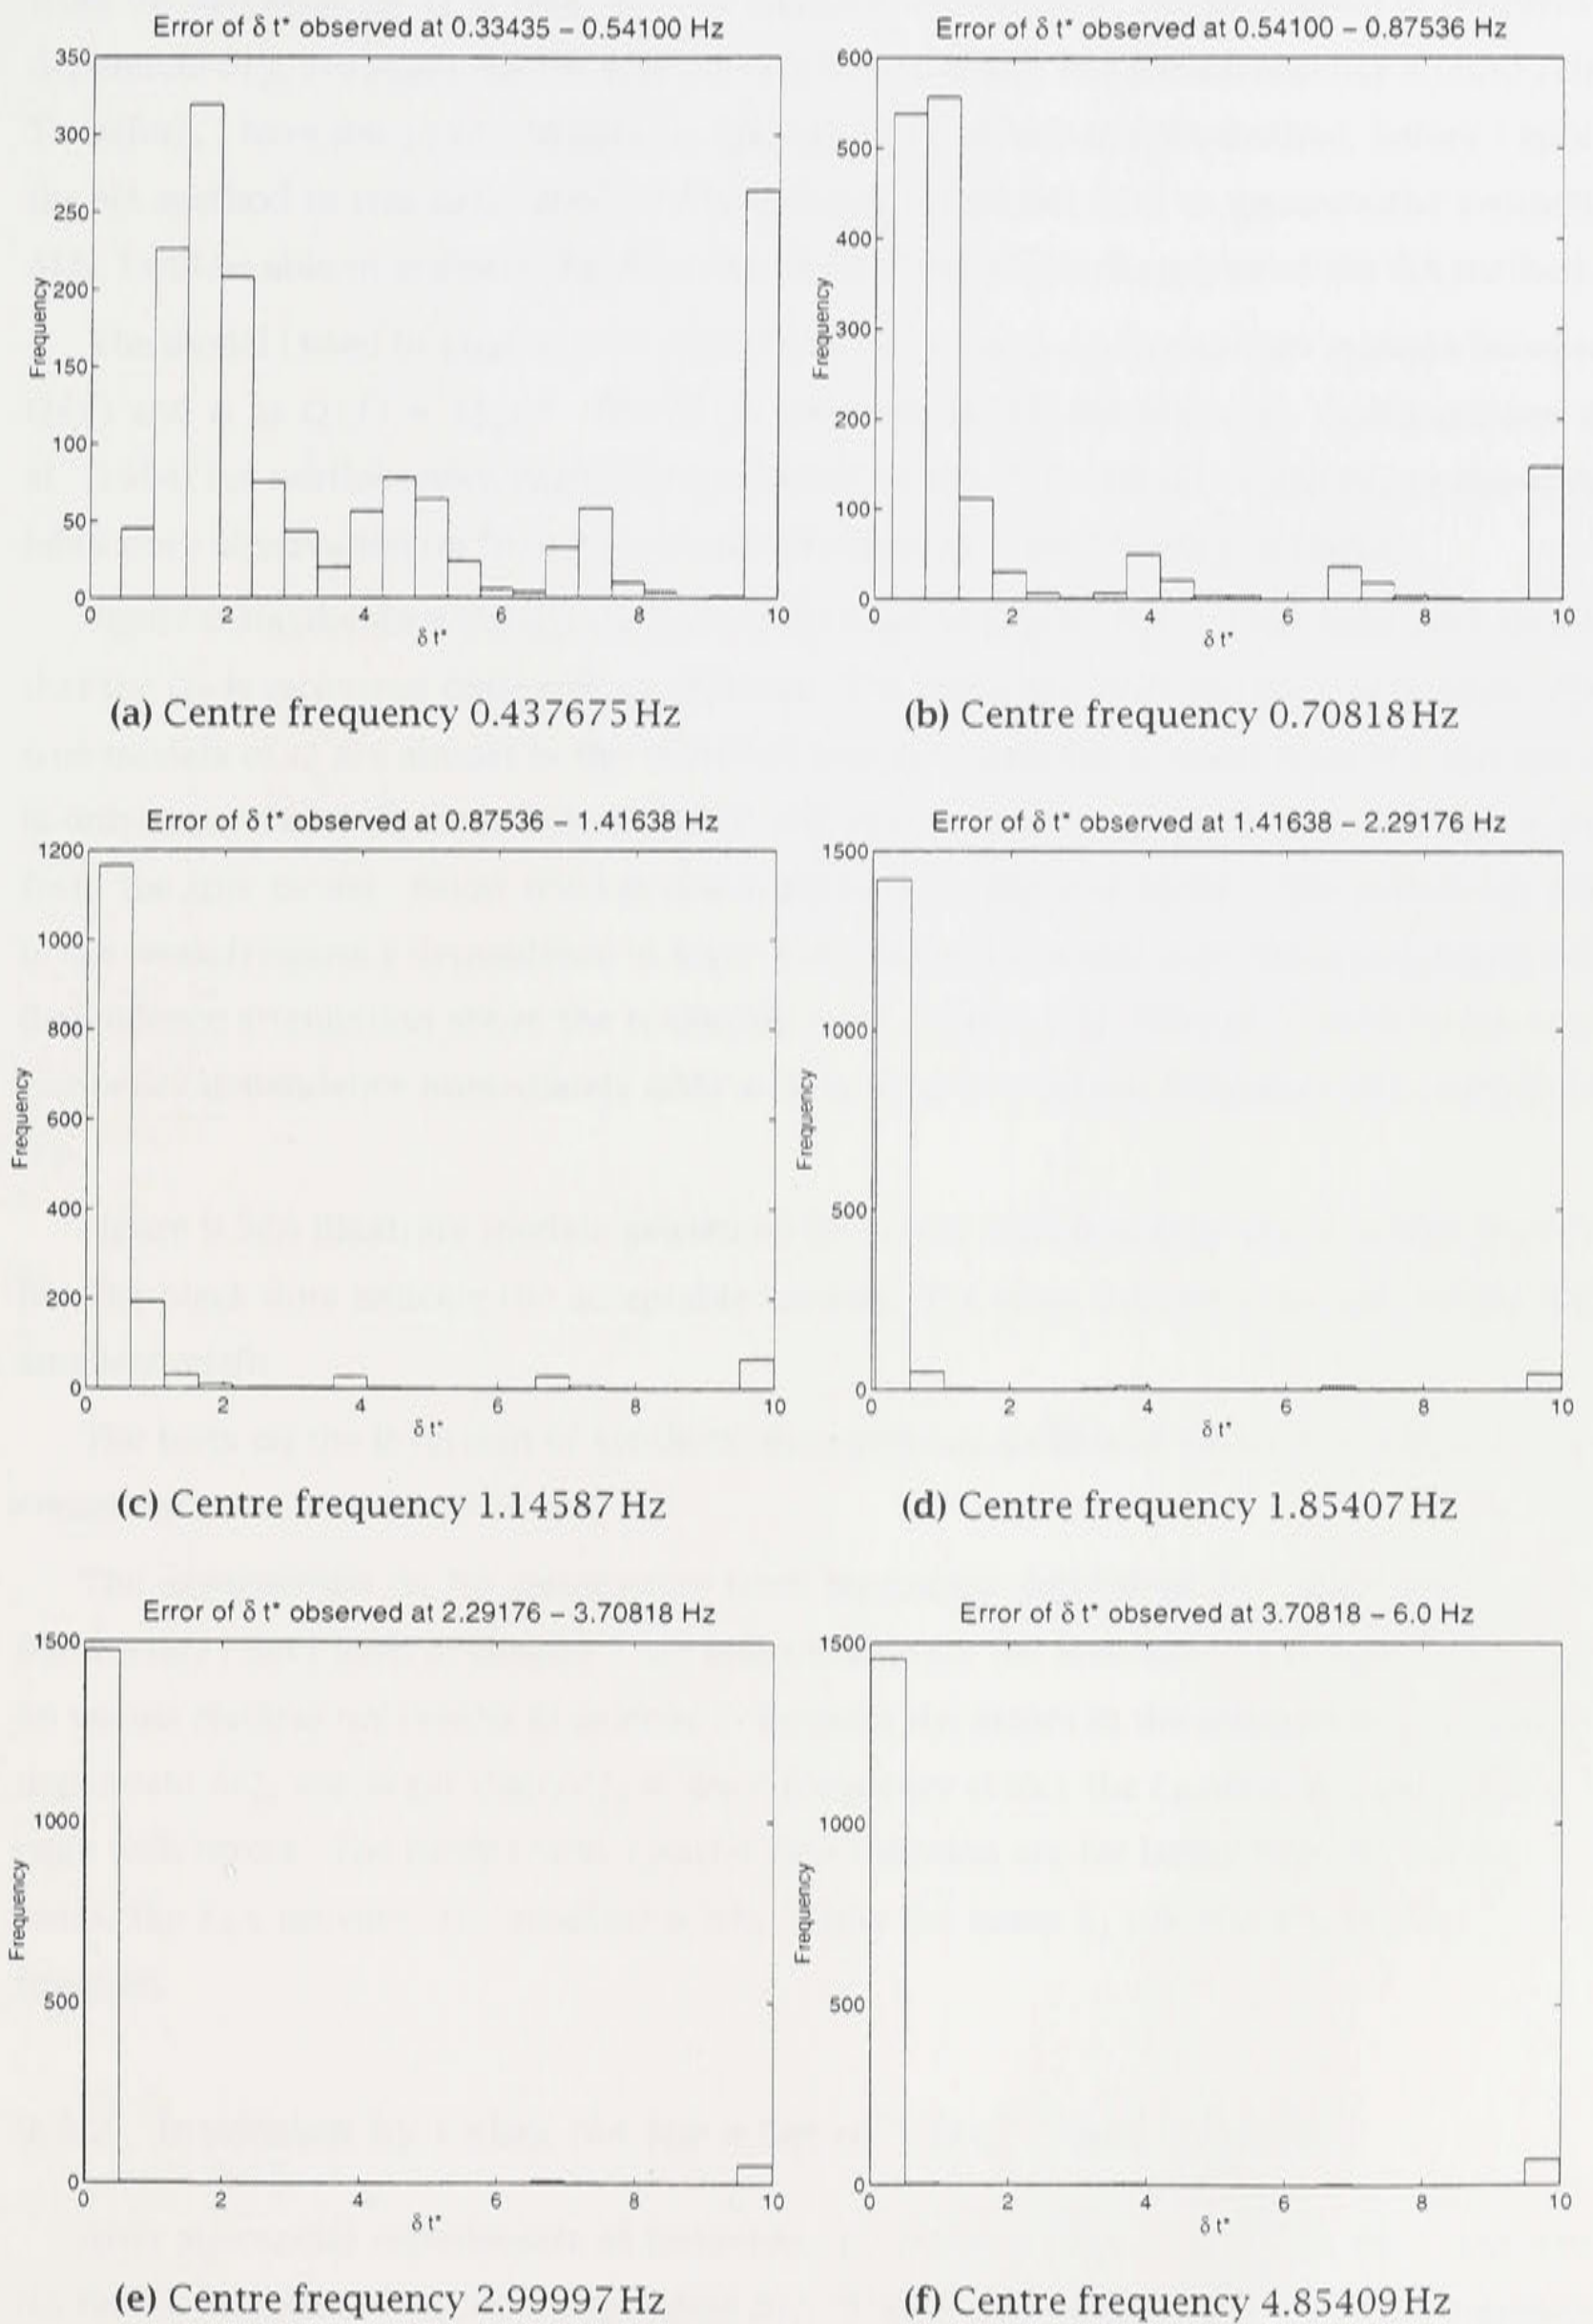 Error of δ t* observed at 0.33435 – 0.54100 Hz
350
300
250
200
150
100
50
0
Frequency
0 2 4 6 8 10
δ t*
(a) Centre frequency 0.437675 Hz
Error of δ t* observed at 0.54100 – 0.87536 Hz
600
500
400
300
200
100
0
Frequency
0 2 4 6 8 10
δ t*
(b) Centre frequency 0.70818 Hz
Error of δ t* observed at 0.87536 – 1.41638 Hz
1200
1000
800
600
400
200
0
Frequency
0 2 4 6 8 10
δ t*
(c) Centre frequency 1.14587 Hz
Error of δ t* observed at 1.41638 – 2.29176 Hz
1500
1000
500
0
Frequency
0 2 4 6 8 10
δ t*
(d) Centre frequency 1.85407 Hz
Error of δ t* observed at 2.29176 – 3.70818 Hz
1500
1000
500
0
Frequency
0 2 4 6 8 10
δ t*
(e) Centre frequency 2.99997 Hz
Error of δ t* observed at 3.70818 – 6.0 Hz
1500
1000
500
0
Frequency
0 2 4 6 8 10
δ t*
(f) Centre frequency 4.85409 Hz